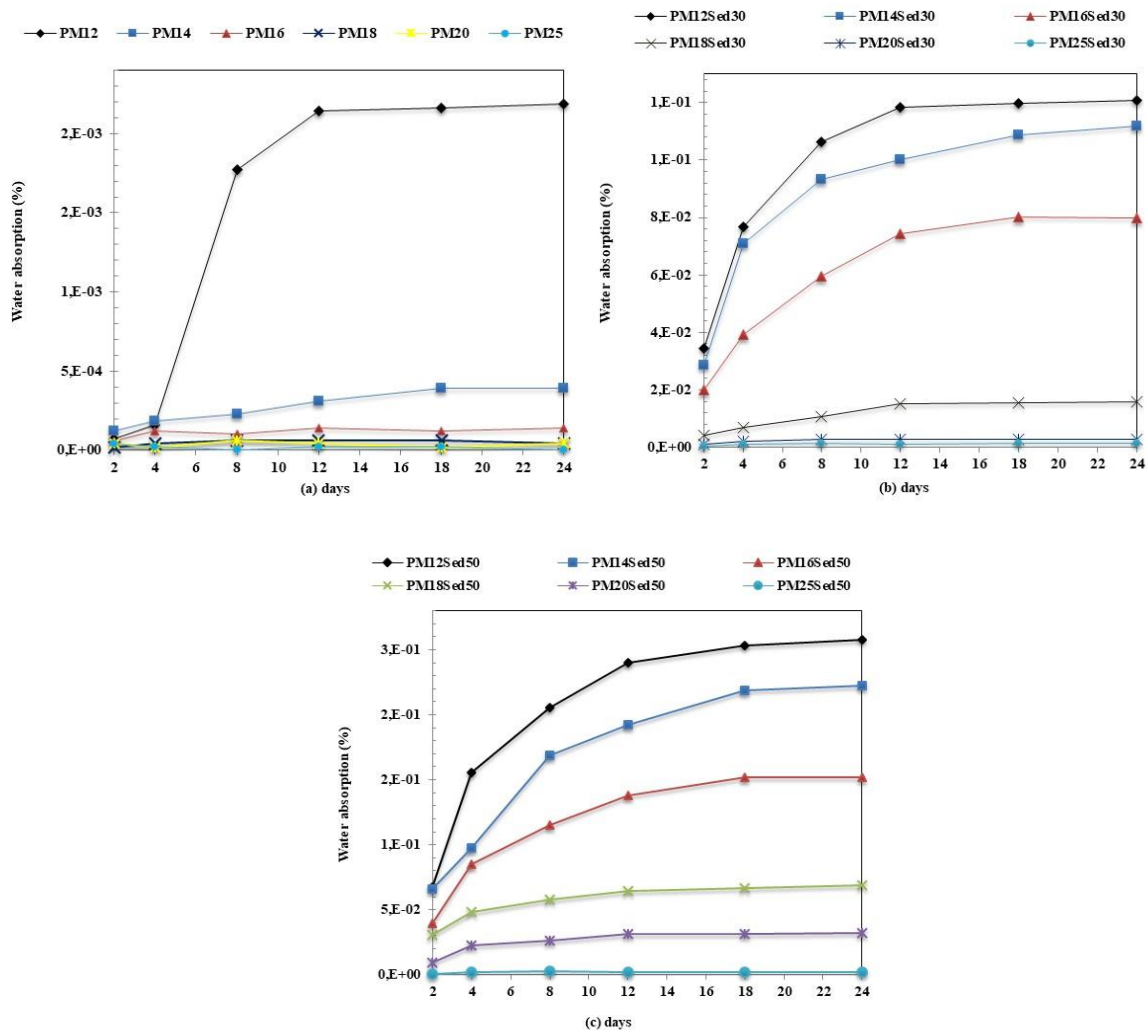 PM12 PM14 PM16 PM18 PM20 PM25
2,E-03
2,E-03
1,E-03
5,E-04
0,E+00
Water absorption (%)
2 4 6 8 10 12 14 16 18 20 22 24
(a) days
PM12Sed30 PM14Sed30 PM16Sed30
PM18Sed30 PM20Sed30 PM25Sed30
1,E-01
1,E-01
8,E-02
6,E-02
4,E-02
2,E-02
0,E+00
Water absorption (%)
2 4 6 8 10 12 14 16 18 20 22 24
(b) days
PM12Sed50 PM14Sed50 PM16Sed50
PM18Sed50 PM20Sed50 PM25Sed50
3,E-01
2,E-01
2,E-01
1,E-01
5,E-02
0,E+00
Water absorption (%)
2 4 6 8 10 12 14 16 18 20 22 24
(c) days